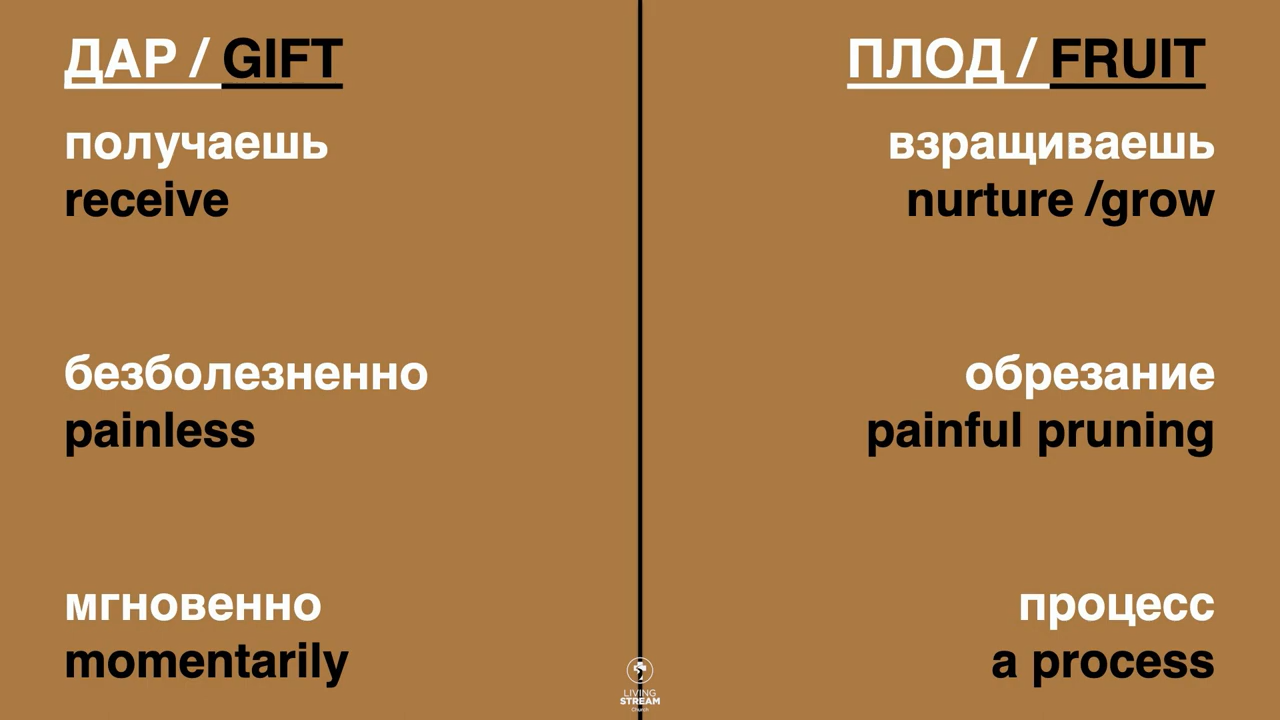 ДАР / GIFT
получаешь
receive
безболезненно
painless
мгновенно
momentarily
ПЛОД / FRUIT
взращиваешь
nurture /grow
обрезание
painful pruning
процесс
a process
LIVING
STREAM
Church